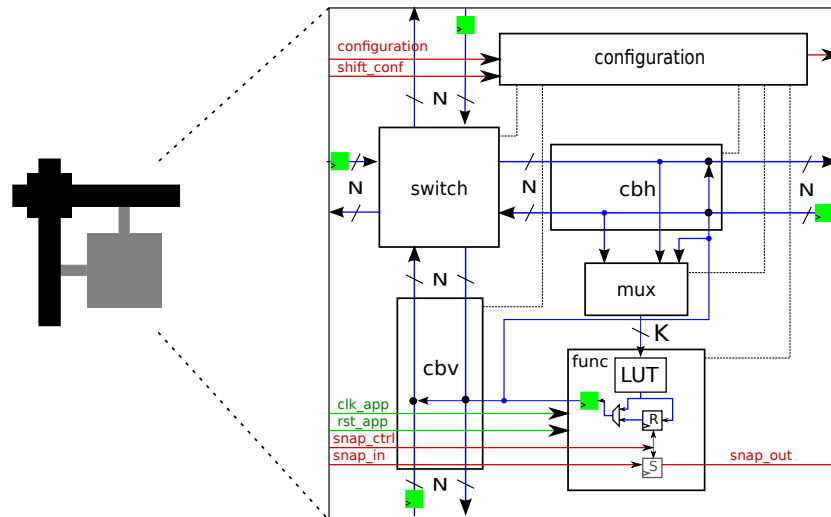 configuration
shift_conf
configuration
N
N
switch
cbh
N
N
N
N
N
mux
K
cbv
func
LUT
clk_app
rst_app
R
snap_ctrl
snap_in
S
snap_out
N
N